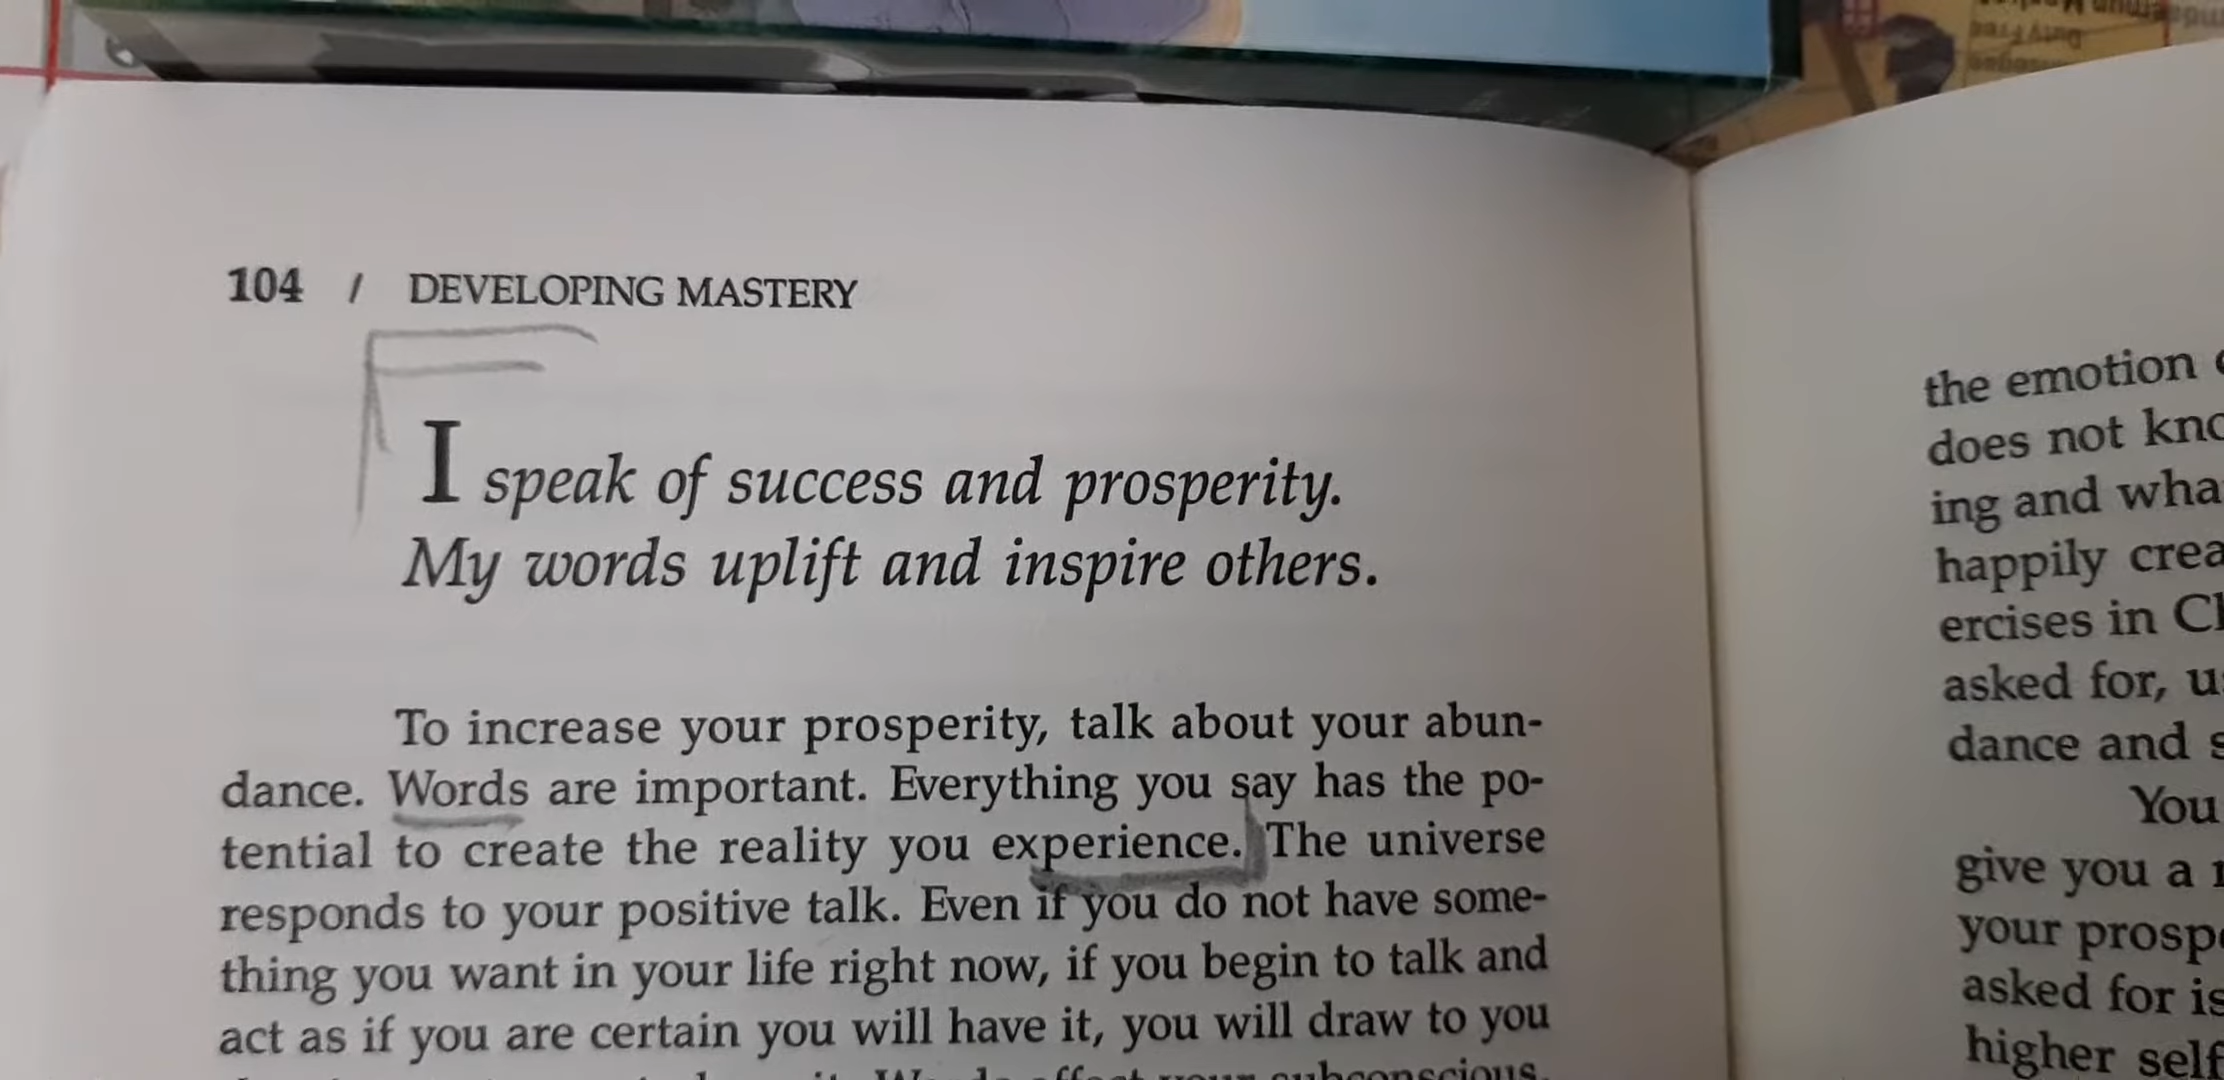 104 / DEVELOPING MASTERY
I speak of success and prosperity.
My words uplift and inspire others.
To increase your prosperity, talk about your abun-
dance. Words are important. Everything you say has the po-
tential to create the reality you experience. The universe
responds to your positive talk. Even if you do not have some-
thing you want in your life right now, if you begin to talk and
act as if you are certain you will have it, you will draw to you
subconscious.
the emotion
does not
ing and
happily
ercises in
asked for,
dance and
You
give you a
your
asked for
higher self